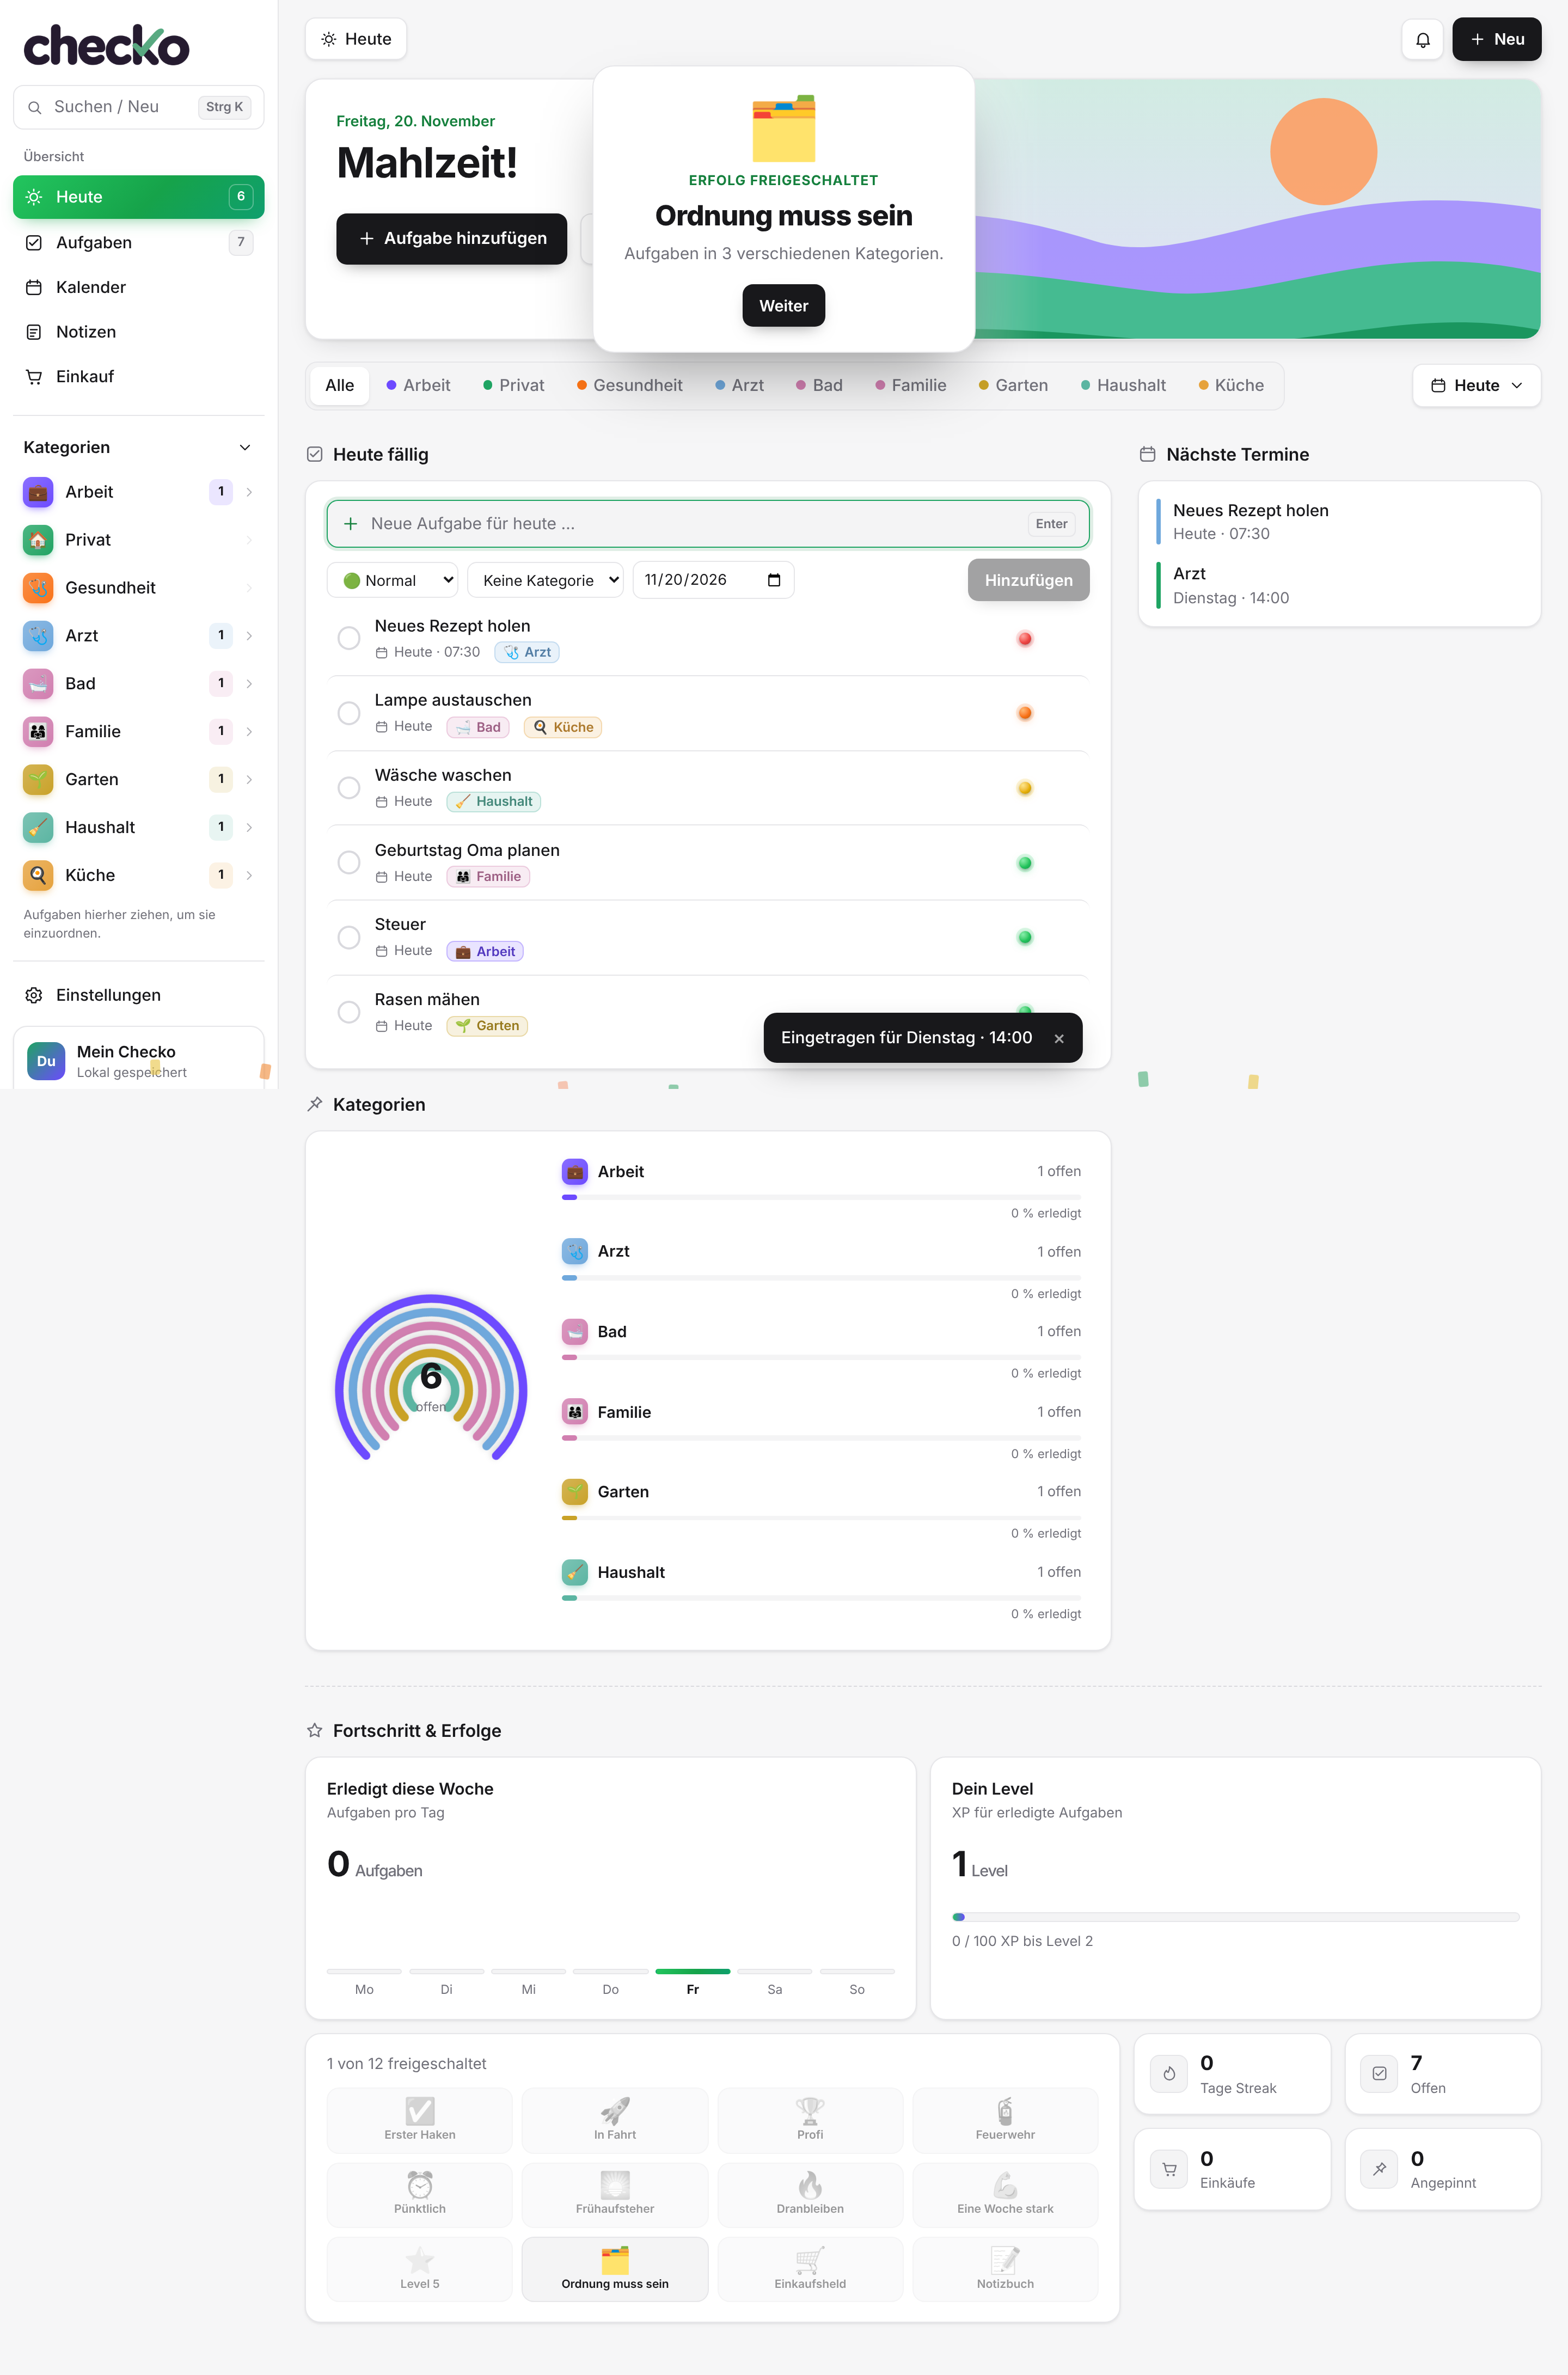 checko
Suchen / Neu
Strg K
Übersicht
Heute
6
Aufgaben
7
Kalender
Notizen
Einkauf
Kategorien
Arbeit
1
Privat
Gesundheit
Arzt
1
Bad
1
Familie
1
Garten
1
Haushalt
1
Küche
1
Aufgaben hierher ziehen, um sie
einzuordnen.
Einstellungen
Du
Mein Checko
Lokal gespeichert
Heute
Neu
Freitag, 20. November
Mahlzeit!
Aufgabe hinzufügen
ERFOLG FREIGESCHALTET
Ordnung muss sein
Aufgaben in 3 verschiedenen Kategorien.
Weiter
Alle
Arbeit
Privat
Gesundheit
Arzt
Bad
Familie
Garten
Haushalt
Küche
Heute
Heute fällig
Neue Aufgabe für heute ...
Enter
Normal
Keine Kategorie
11/20/2026
Hinzufügen
Neues Rezept holen
Heute · 07:30
Arzt
Lampe austauschen
Heute
Bad
Küche
Wäsche waschen
Heute
Haushalt
Geburtstag Oma planen
Heute
Familie
Steuer
Heute
Arbeit
Rasen mähen
Heute
Garten
Eingetragen für Dienstag · 14:00
Nächste Termine
Neues Rezept holen
Heute · 07:30
Arzt
Dienstag · 14:00
Kategorien
6
offen
Arbeit
1 offen
0 % erledigt
Arzt
1 offen
0 % erledigt
Bad
1 offen
0 % erledigt
Familie
1 offen
0 % erledigt
Garten
1 offen
0 % erledigt
Haushalt
1 offen
0 % erledigt
Fortschritt & Erfolge
Erledigt diese Woche
Aufgaben pro Tag
0 Aufgaben
Mo
Di
Mi
Do
Fr
Sa
So
Dein Level
XP für erledigte Aufgaben
1 Level
0 / 100 XP bis Level 2
1 von 12 freigeschaltet
Erster Haken
In Fahrt
Profi
Feuerwehr
Pünktlich
Frühaufsteher
Dranbleiben
Eine Woche stark
Level 5
Ordnung muss sein
Einkaufsheld
Notizbuch
0
Tage Streak
7
Offen
0
Einkäufe
0
Angepinnt